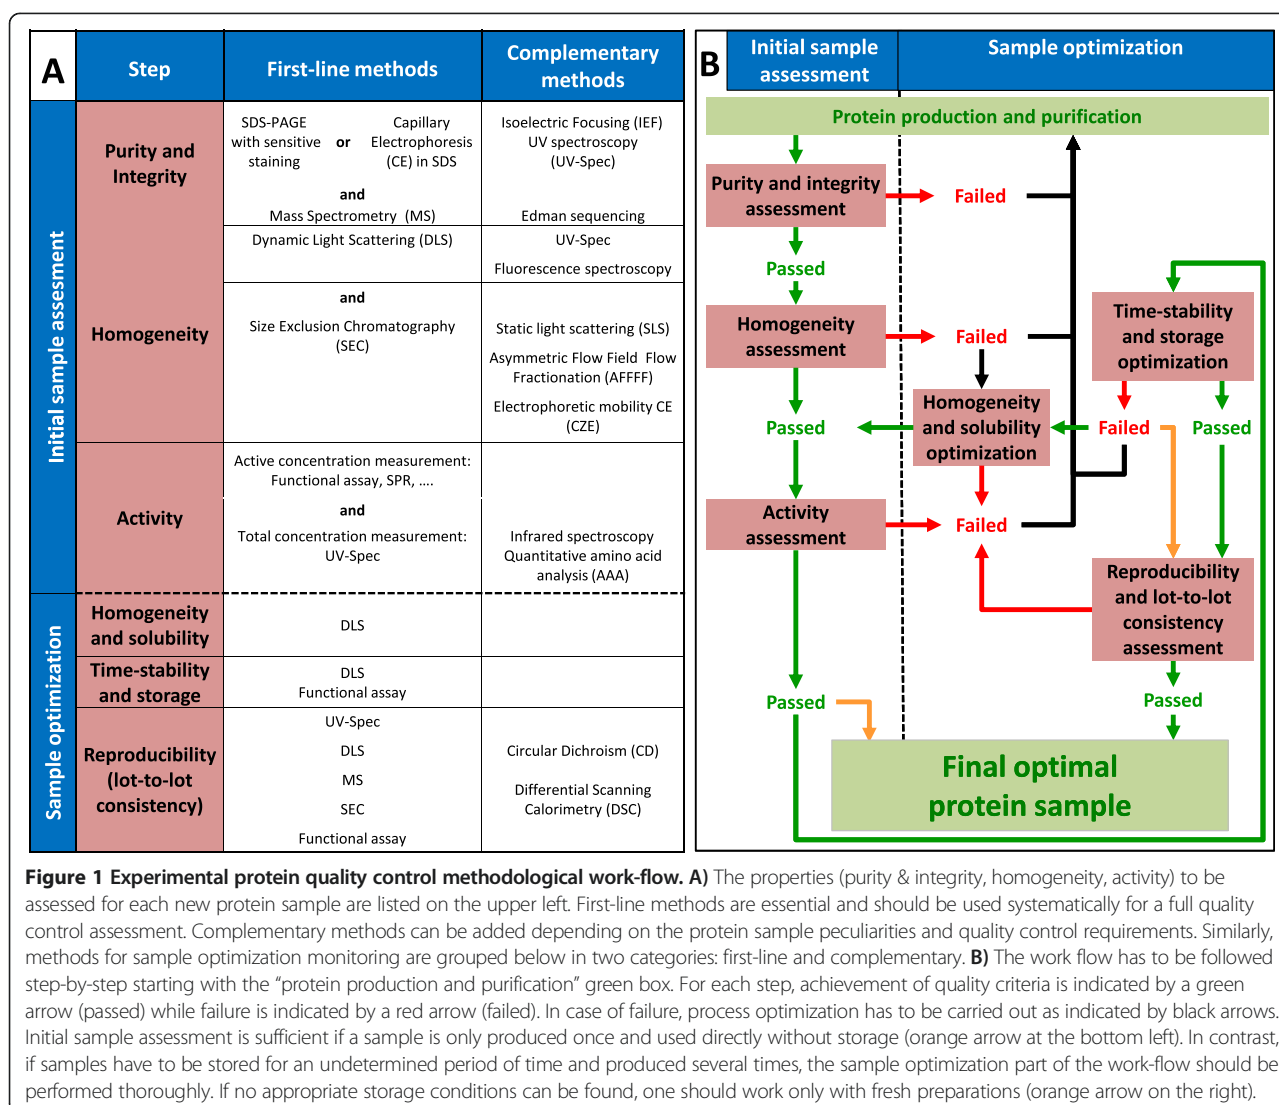 A
Step
First-line methods
Complementary
methods
Initial sample assesment
Purity and
Integrity
SDS-PAGE
with sensitive
staining
or
Capillary
Electrophoresis
(CE) in SDS
and
Mass Spectrometry (MS)
Isoelectric Focusing (IEF)
UV spectroscopy
(UV-Spec)
Edman sequencing
Homogeneity
Dynamic Light Scattering (DLS)
UV-Spec
Fluorescence spectroscopy
and
Size Exclusion Chromatography
(SEC)
Static light scattering (SLS)
Asymmetric Flow Field Flow
Fractionation (AFFFF)
Electrophoretic mobility CE
(CZE)
Activity
Active concentration measurement:
Functional assay, SPR, ....
and
Total concentration measurement:
UV-Spec
Infrared spectroscopy
Quantitative amino acid
analysis (AAA)
Sample optimization
Homogeneity
and solubility
DLS
Time-stability
and storage
DLS
Functional assay
Reproducibility
(lot-to-lot
consistency)
UV-Spec
DLS
MS
SEC
Functional assay
Circular Dichroism (CD)
Differential Scanning
Calorimetry (DSC)
B
Initial sample
assessment
Sample optimization
Protein production and purification
Purity and integrity
assessment
Failed
Passed
Homogeneity
assessment
Failed
Time-stability
and storage
optimization
Passed
Homogeneity
and solubility
optimization
Failed
Passed
Activity
assessment
Failed
Reproducibility
and lot-to-lot
consistency
assessment
Passed
Passed
Final optimal
protein sample
Figure 1 Experimental protein quality control methodological work-flow. A) The properties (purity & integrity, homogeneity, activity) to be
assessed for each new protein sample are listed on the upper left. First-line methods are essential and should be used systematically for a full quality
control assessment. Complementary methods can be added depending on the protein sample peculiarities and quality control requirements. Similarly,
methods for sample optimization monitoring are grouped below in two categories: first-line and complementary. B) The work flow has to be followed
step-by-step starting with the “protein production and purification” green box. For each step, achievement of quality criteria is indicated by a green
arrow (passed) while failure is indicated by a red arrow (failed). In case of failure, process optimization has to be carried out as indicated by black arrows.
Initial sample assessment is sufficient if a sample is only produced once and used directly without storage (orange arrow at the bottom left). In contrast,
if samples have to be stored for an undetermined period of time and produced several times, the sample optimization part of the work-flow should be
performed thoroughly. If no appropriate storage conditions can be found, one should work only with fresh preparations (orange arrow on the right).